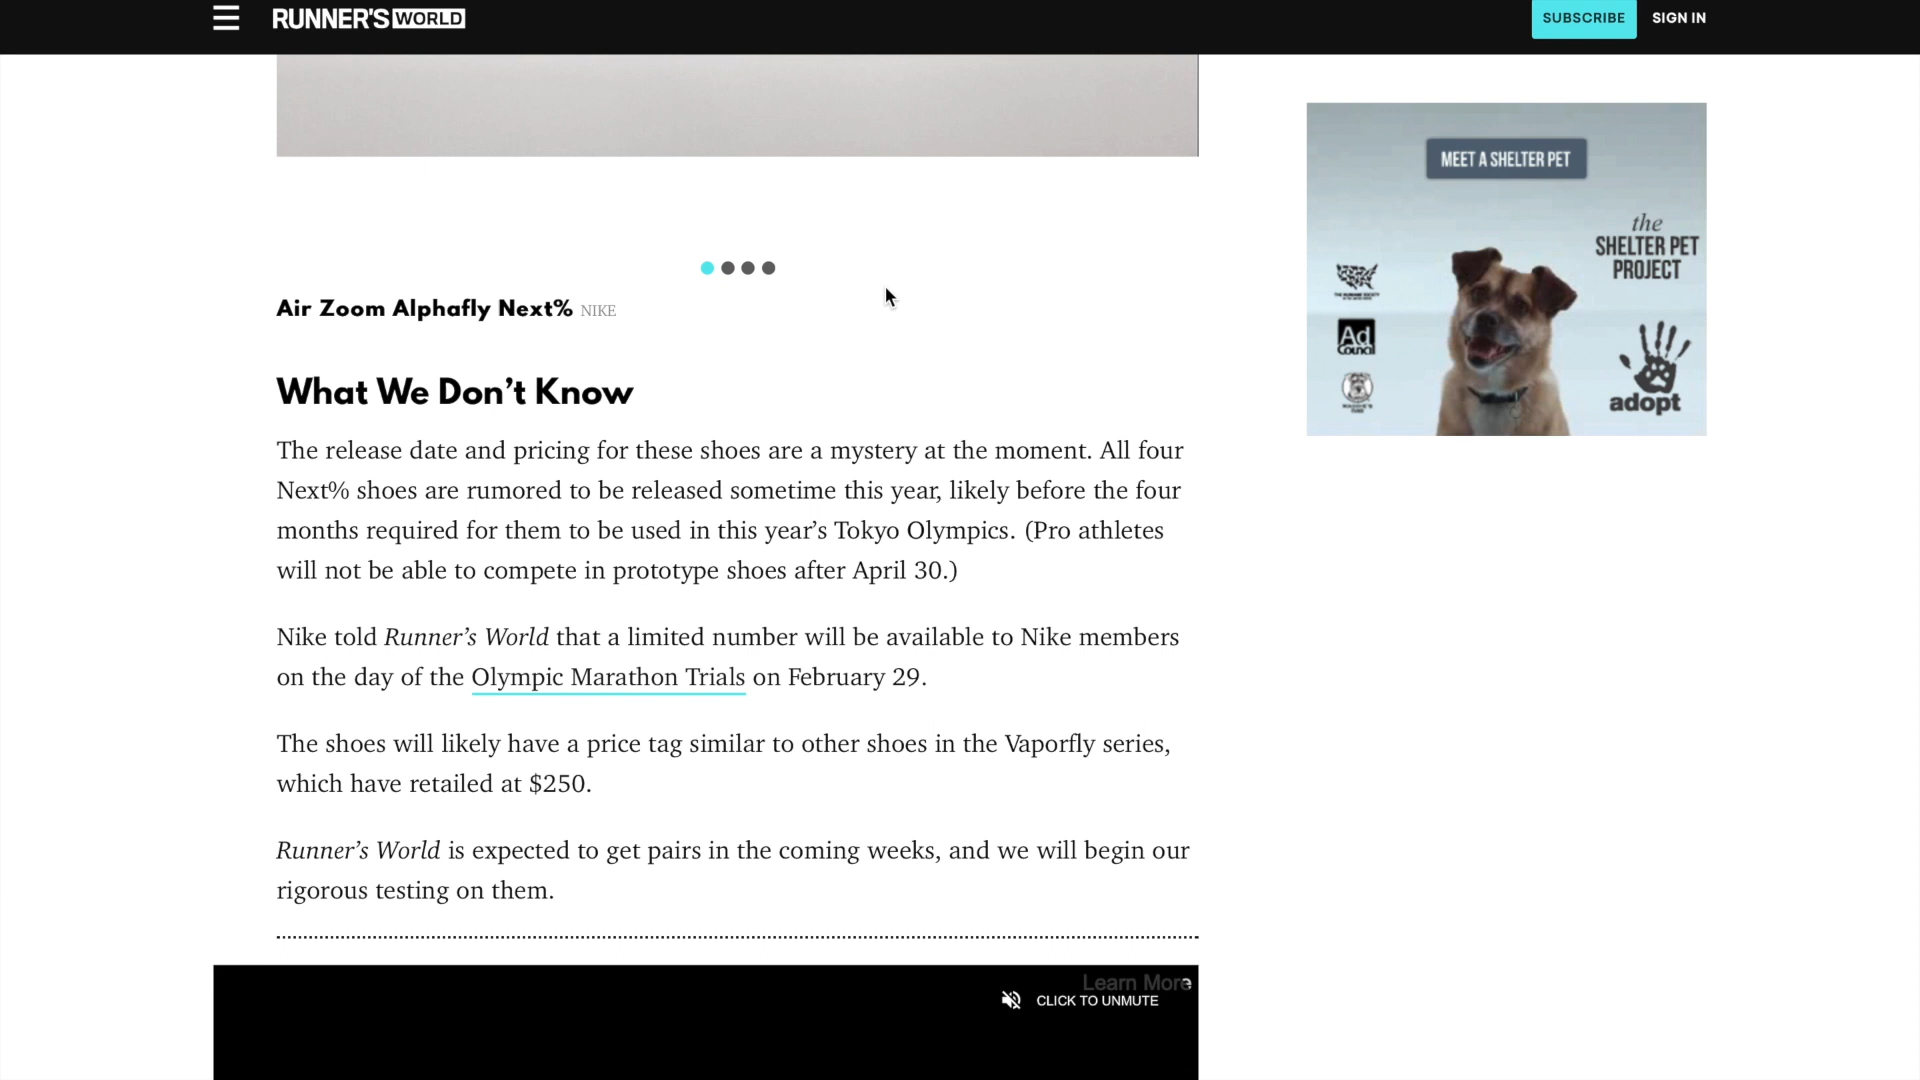 RUNNER'S WORLD
SUBSCRIBE
SIGN IN
MEET A SHELTER PET
the
SHELTER PET
PROJECT
Ad
Council
adopt
Air Zoom Alphafly Next% NIKE
What We Don’t Know
The release date and pricing for these shoes are a mystery at the moment. All four
Next% shoes are rumored to be released sometime this year, likely before the four
months required for them to be used in this year’s Tokyo Olympics. (Pro athletes
will not be able to compete in prototype shoes after April 30.)
Nike told Runner’s World that a limited number will be available to Nike members
on the day of the Olympic Marathon Trials on February 29.
The shoes will likely have a price tag similar to other shoes in the Vaporfly series,
which have retailed at $250.
Runner’s World is expected to get pairs in the coming weeks, and we will begin our
rigorous testing on them.
Learn More
CLICK TO UNMUTE